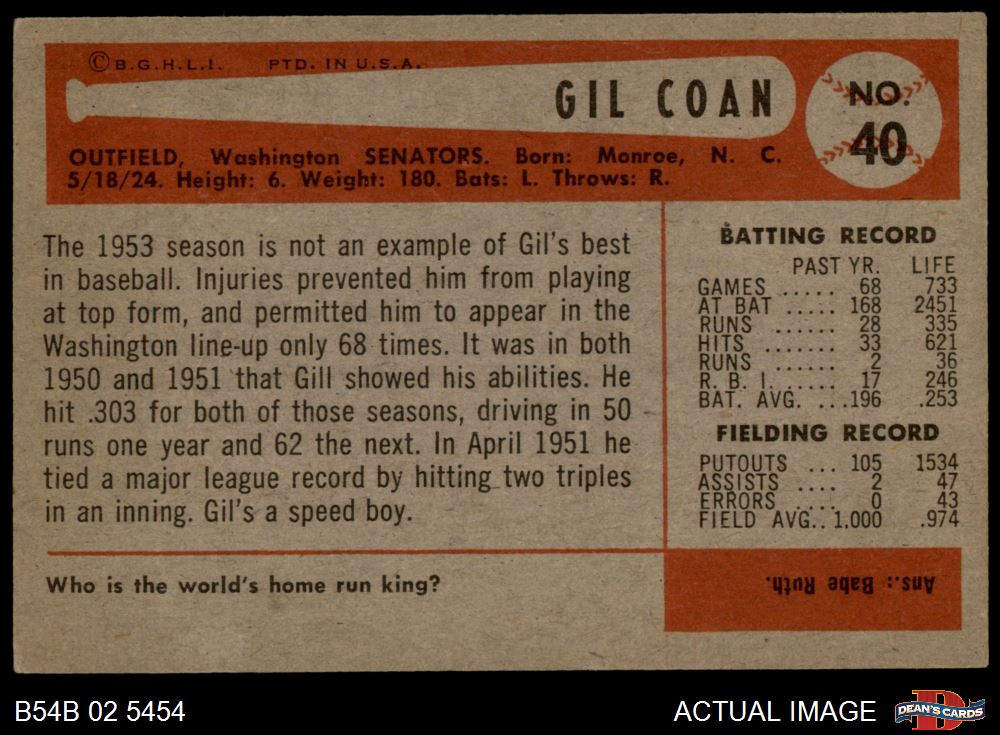 ©B.G.H.L.I. PTD. IN U.S.A.
GIL COAN
NO.
40
OUTFIELD, Washington SENATORS. Born: Monroe, N. C.
5/18/24. Height: 6. Weight: 180. Bats: L. Throws: R.
The 1953 season is not an example of Gil's best
in baseball. Injuries prevented him from playing
at top form, and permitted him to appear in the
Washington line-up only 68 times. It was in both
1950 and 1951 that Gill showed his abilities. He
hit .303 for both of those seasons, driving in 50
runs one year and 62 the next. In April 1951 he
tied a major league record by hitting two triples
in an inning. Gil's a speed boy.
BATTING RECORD
PAST YR. LIFE
GAMES ..... 68 733
AT BAT ..... 168 2451
RUNS ...... 28 335
HITS ....... 33 621
RUNS ...... 2 36
R. B. I. ...... 17 246
BAT. AVG. ....196 .253
FIELDING RECORD
PUTOUTS ... 105 1534
ASSISTS .... 2 47
ERRORS ..... 0 43
FIELD AVG.. 1.000 .974
Who is the world's home run king?
Ans.: Babe Ruth.
B54B 02 5454
ACTUAL IMAGE
DEAN'S CARDS